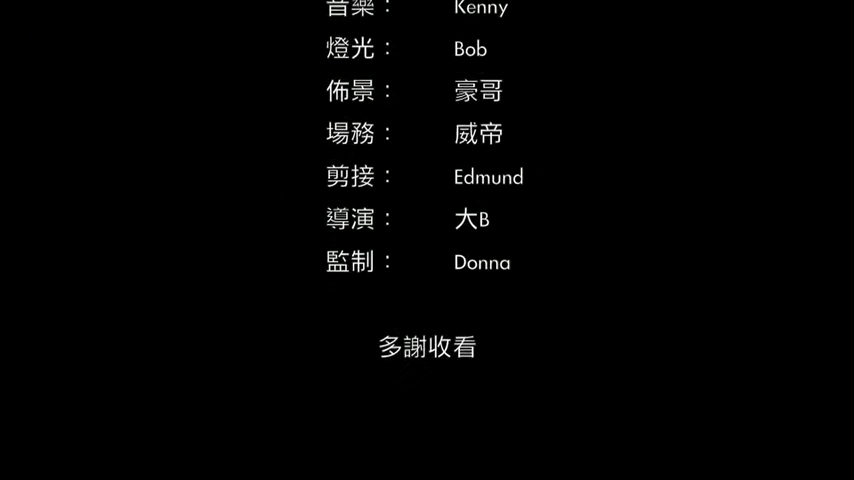 音樂： Kenny
燈光： Bob
佈景： 豪哥
場務： 威帝
剪接： Edmund
導演： 大B
監制： Donna
多謝收看